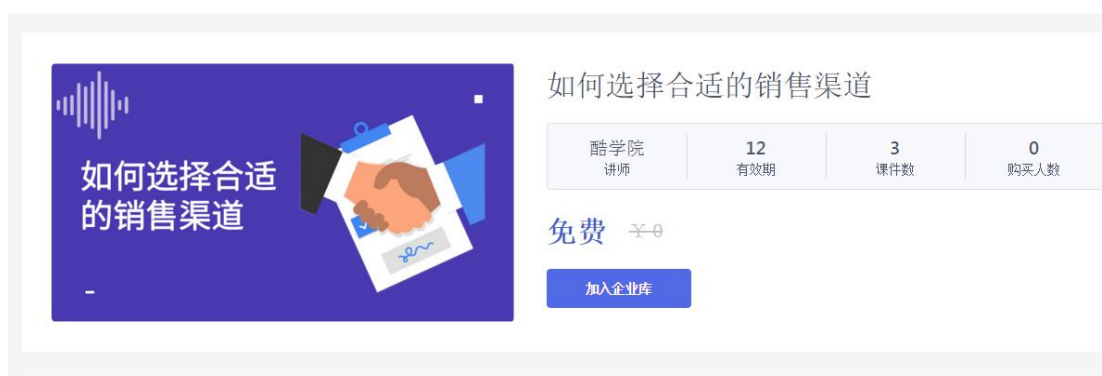 如何选择合适
的销售渠道
如何选择合适的销售渠道
酷学院
讲师
12
有效期
3
课件数
0
购买人数
免费 ¥0
加入企业库